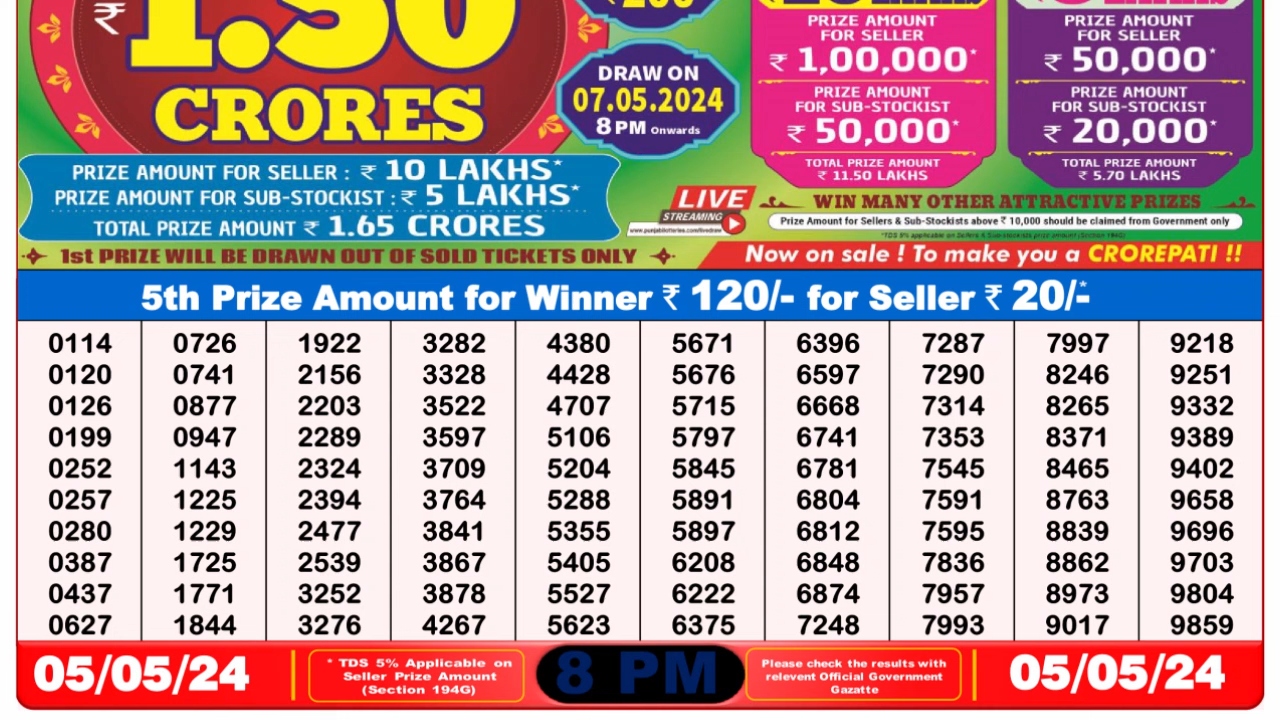 ₹ 1.50
CRORES
PRIZE AMOUNT FOR SELLER : ₹ 10 LAKHS*
PRIZE AMOUNT FOR SUB-STOCKIST : ₹ 5 LAKHS*
TOTAL PRIZE AMOUNT ₹ 1.65 CRORES
DRAW ON
07.05.2024
8 PM Onwards
PRIZE AMOUNT
FOR SELLER
₹ 1,00,000*
PRIZE AMOUNT
FOR SUB-STOCKIST
₹ 50,000*
TOTAL PRIZE AMOUNT
₹ 11.50 LAKHS
PRIZE AMOUNT
FOR SELLER
₹ 50,000*
PRIZE AMOUNT
FOR SUB-STOCKIST
₹ 20,000*
TOTAL PRIZE AMOUNT
₹ 5.70 LAKHS
LIVE
STREAMING
www.punjablotteries.com/livedraw
WIN MANY OTHER ATTRACTIVE PRIZES
Prize Amount for Sellers & Sub-Stockists above ₹ 10,000 should be claimed from Government only
1st PRIZE WILL BE DRAWN OUT OF SOLD TICKETS ONLY
Now on sale ! To make you a CROREPATI !!
5th Prize Amount for Winner ₹ 120/- for Seller ₹ 20/-*
0114 0726 1922 3282 4380 5671 6396 7287 7997 9218
0120 0741 2156 3328 4428 5676 6597 7290 8246 9251
0126 0877 2203 3522 4707 5715 6668 7314 8265 9332
0199 0947 2289 3597 5106 5797 6741 7353 8371 9389
0252 1143 2324 3709 5204 5845 6781 7545 8465 9402
0257 1225 2394 3764 5288 5891 6804 7591 8763 9658
0280 1229 2477 3841 5355 5897 6812 7595 8839 9696
0387 1725 2539 3867 5405 6208 6848 7836 8862 9703
0437 1771 3252 3878 5527 6222 6874 7957 8973 9804
0627 1844 3276 4267 5623 6375 7248 7993 9017 9859
05/05/24
* TDS 5% Applicable on
Seller Prize Amount
(Section 194G)
8 PM
Please check the results with
relevent Official Government
Gazatte
05/05/24